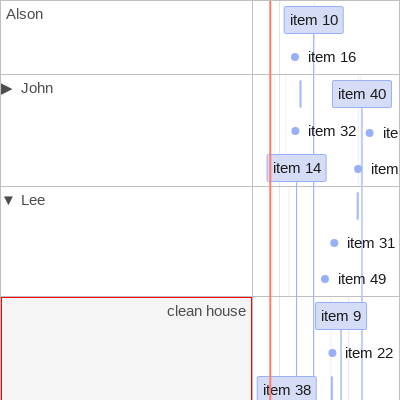 Alson
item 10
item 16
▶ John
item 40
item 32
ite
item 14
item
▼ Lee
item 31
item 49
clean house
item 9
item 22
item 38